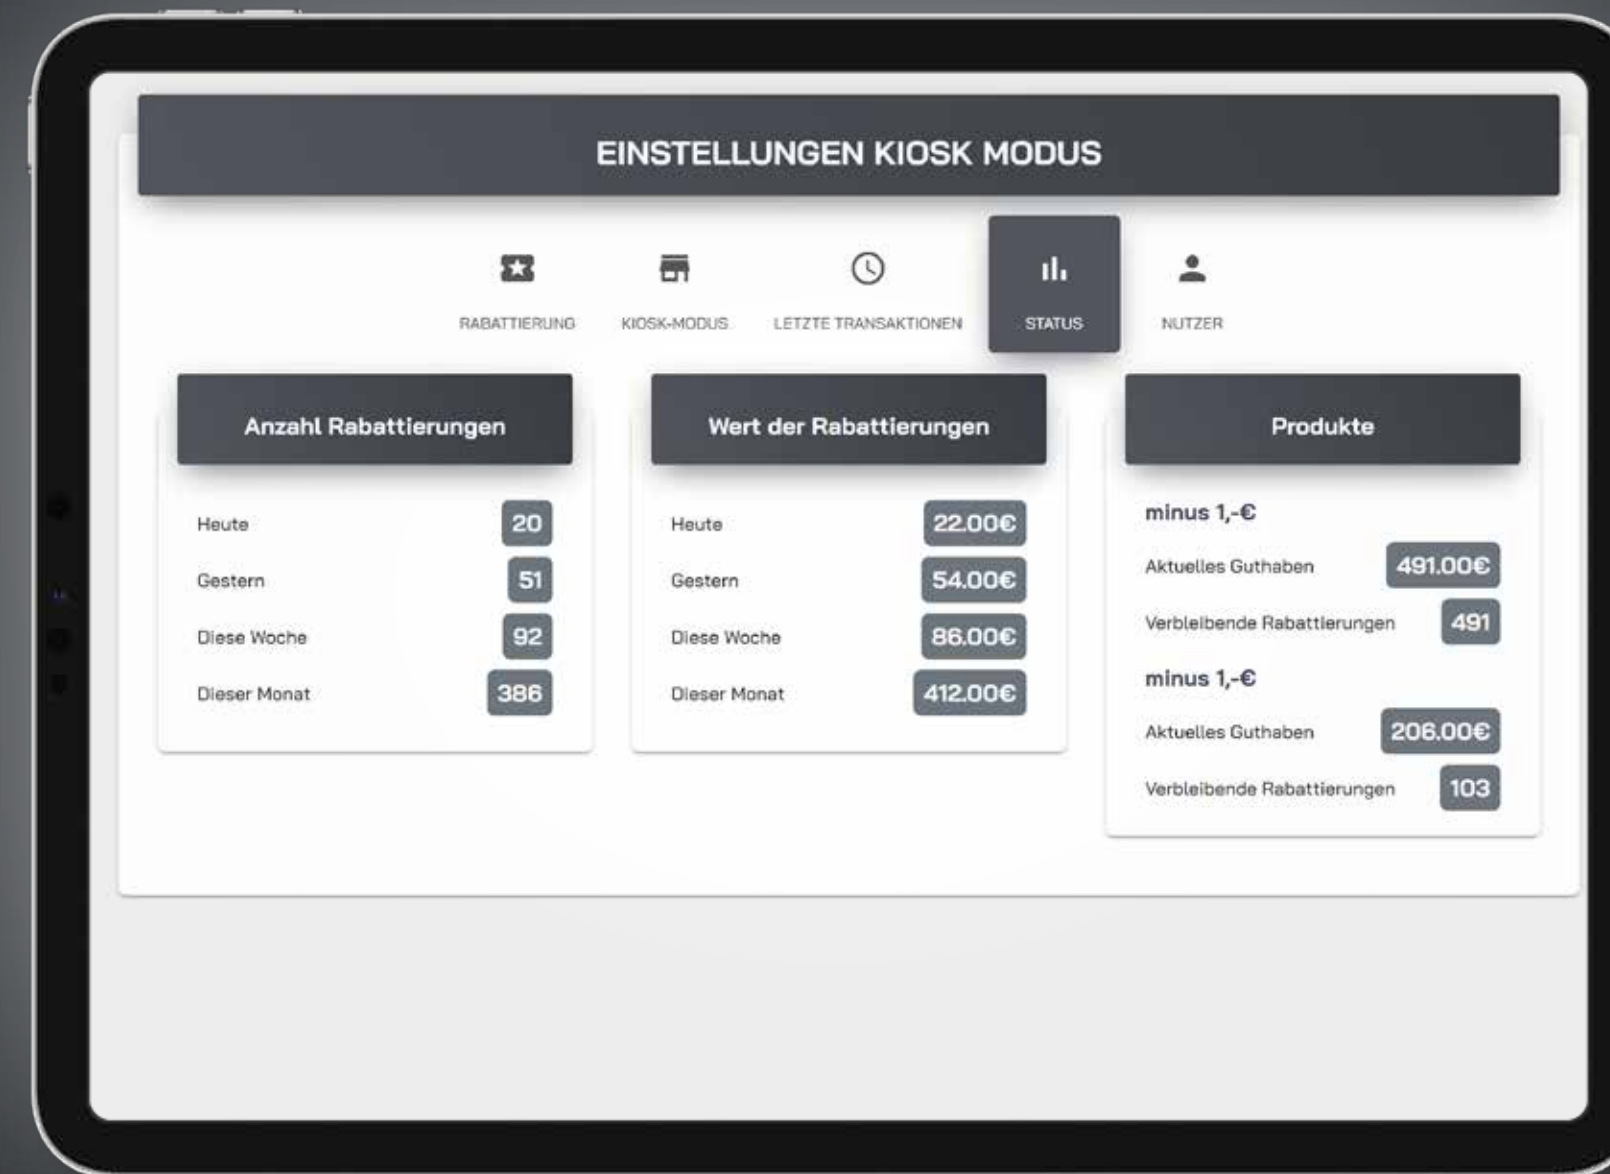 EINSTELLUNGEN KIOSK MODUS
RABATTIERUNG KIOSK-MODUS LETZTE TRANSAKTIONEN STATUS NUTZER
Anzahl Rabattierungen
Heute 20
Gestern 51
Diese Woche 92
Dieser Monat 386
Wert der Rabattierungen
Heute 22.00€
Gestern 54.00€
Diese Woche 86.00€
Dieser Monat 412.00€
Produkte
minus 1,-€
Aktuelles Guthaben 491.00€
Verbleibende Rabattierungen 491
minus 1,-€
Aktuelles Guthaben 206.00€
Verbleibende Rabattierungen 103